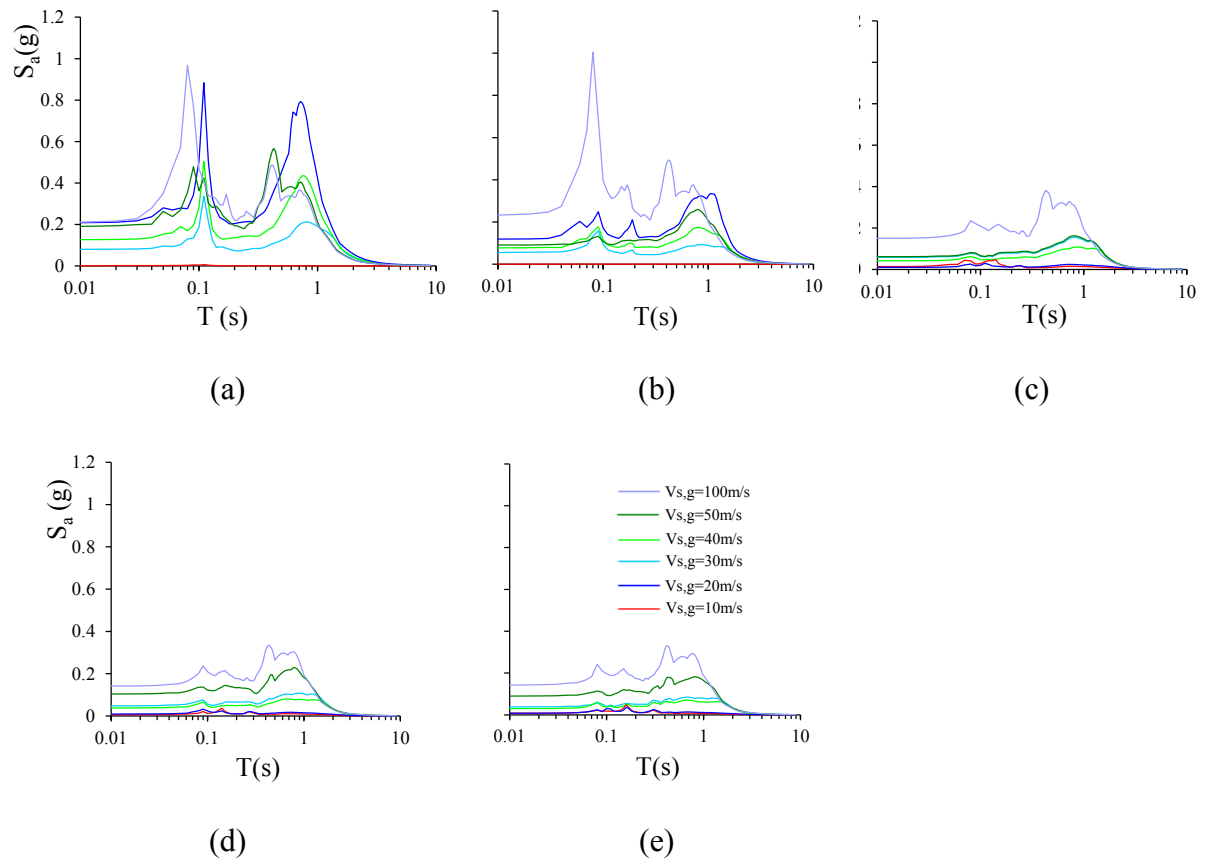 1.2
1
0.8
0.6
0.4
0.2
0
Sa(g)
0.01 0.1 1 10
T (s)
(a)
0.01 0.1 1 10
T(s)
(b)
0.01 0.1 1 10
T(s)
(c)
1.2
1
0.8
0.6
0.4
0.2
0
Sa (g)
0.01 0.1 1 10
T(s)
(d)
Vs,g=100m/s
Vs,g=50m/s
Vs,g=40m/s
Vs,g=30m/s
Vs,g=20m/s
Vs,g=10m/s
0.01 0.1 1 10
T(s)
(e)